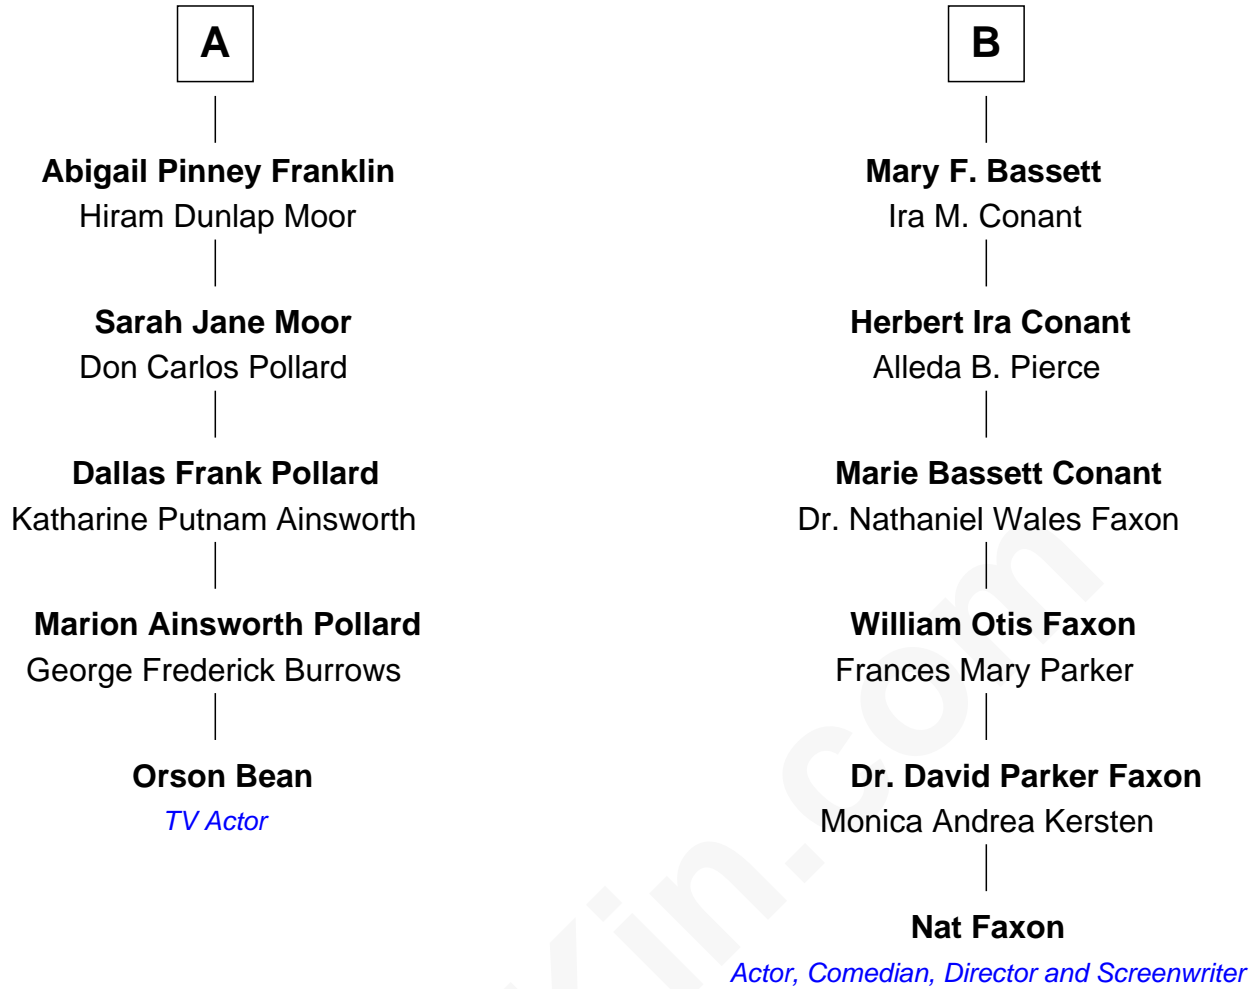 A
Abigail Pinney Franklin
Hiram Dunlap Moor
Sarah Jane Moor
Don Carlos Pollard
Dallas Frank Pollard
Katharine Putnam Ainsworth
Marion Ainsworth Pollard
George Frederick Burrows
Orson Bean
TV Actor
B
Mary F. Bassett
Ira M. Conant
Herbert Ira Conant
Alleda B. Pierce
Marie Bassett Conant
Dr. Nathaniel Wales Faxon
William Otis Faxon
Frances Mary Parker
Dr. David Parker Faxon
Monica Andrea Kersten
Nat Faxon
Actor, Comedian, Director and Screenwriter